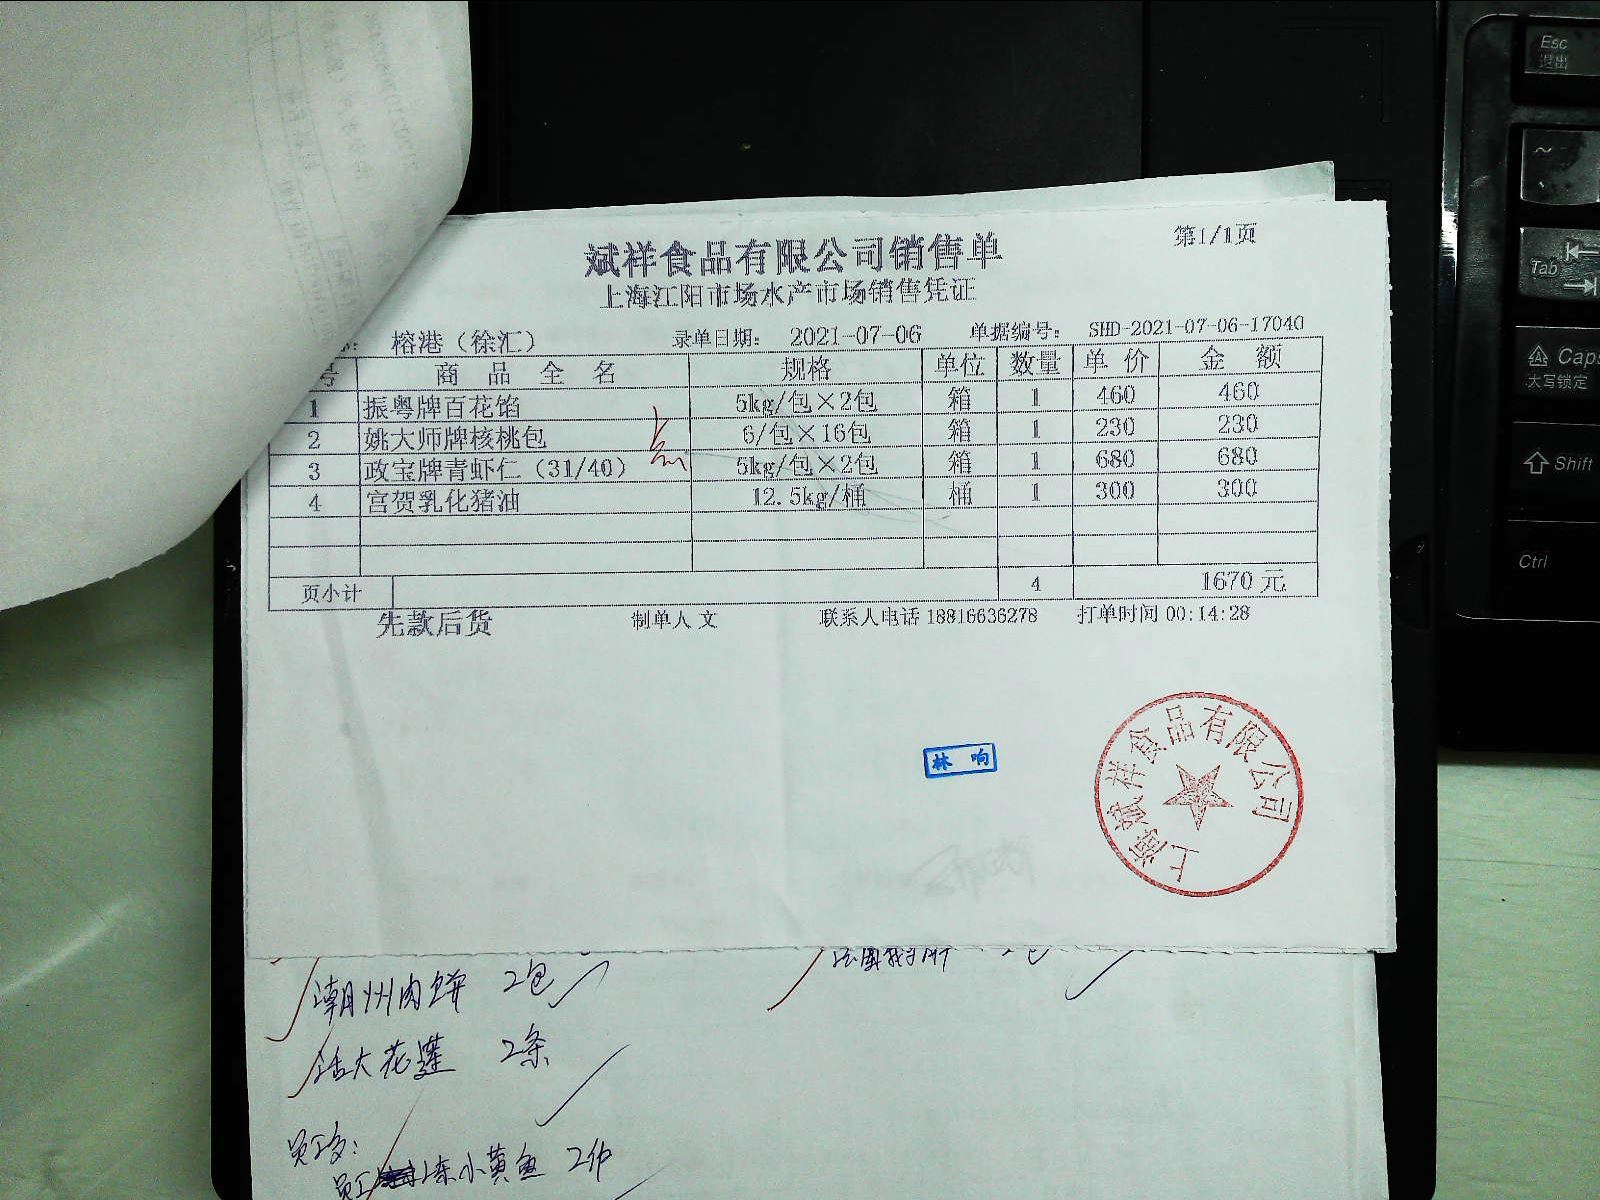 斌祥食品有限公司销售单
第1/1页
上海江阳市场水产市场销售凭证
榕港（徐汇） 录单日期： 2021-07-06 单据编号： SHD-2021-07-06-17040
号 商品全名 规格 单位 数量 单价 金额
1 振粤牌百花馅 5kg/包×2包 箱 1 460 460
2 姚大师牌核桃包 6/包×16包 箱 1 230 230
3 政宝牌青虾仁（31/40） 5kg/包×2包 箱 1 680 680
4 宫贺乳化猪油 12.5kg/桶 桶 1 300 300
页小计 4 1670 元
先款后货 制单人 文 联系人电话 18816636278 打单时间 00:14:28
林响
上海斌祥食品有限公司
潮州肉饼 2包
活大花莲 2条
员工
小黄鱼
Esc
退出
~
Tab
Caps
大写锁定
Shift
Ctrl